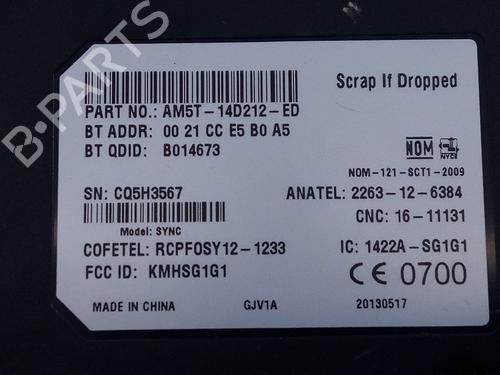 Scrap If Dropped
PART NO.: AM5T-14D212-ED
BT ADDR: 00 21 CC E5 B0 A5
BT QDID: B014673
NOM NYCE
NOM-121-SCT1-2009
SN: CQ5H3567
ANATEL: 2263-12-6384
CNC: 16-11131
Model: SYNC
COFETEL: RCPFOSY12-1233
IC: 1422A-SG1G1
FCC ID: KMHSG1G1
CE 0700
MADE IN CHINA
GJV1A
20130517
B-PARTS